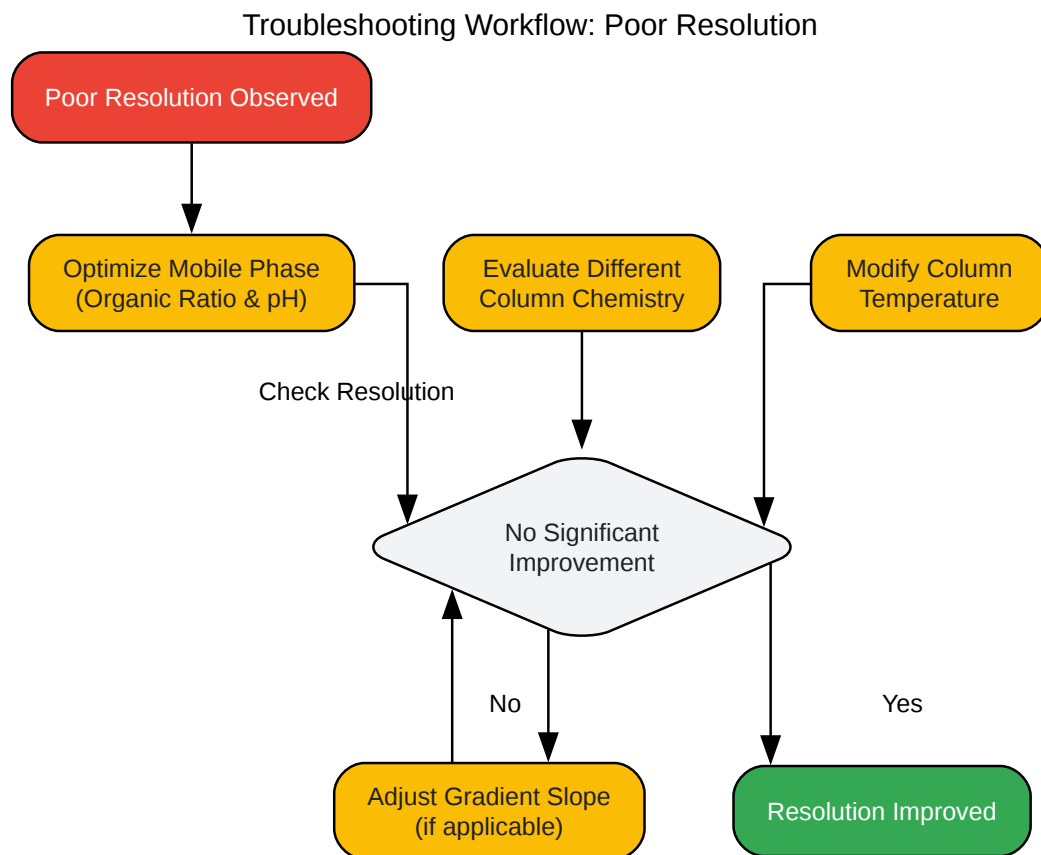 Troubleshooting Workflow: Poor Resolution
Poor Resolution Observed
Optimize Mobile Phase
(Organic Ratio & pH)
Evaluate Different
Column Chemistry
Modify Column
Temperature
Check Resolution
No Significant
Improvement
No
Yes
Adjust Gradient Slope
(if applicable)
Resolution Improved